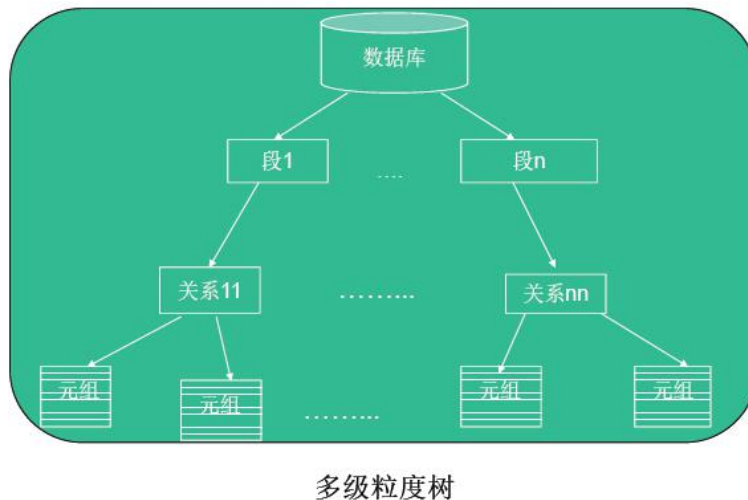 数据库
段1 .... 段n
关系11 ……... 关系nn
元组 元组 ……... 元组 元组
多级粒度树